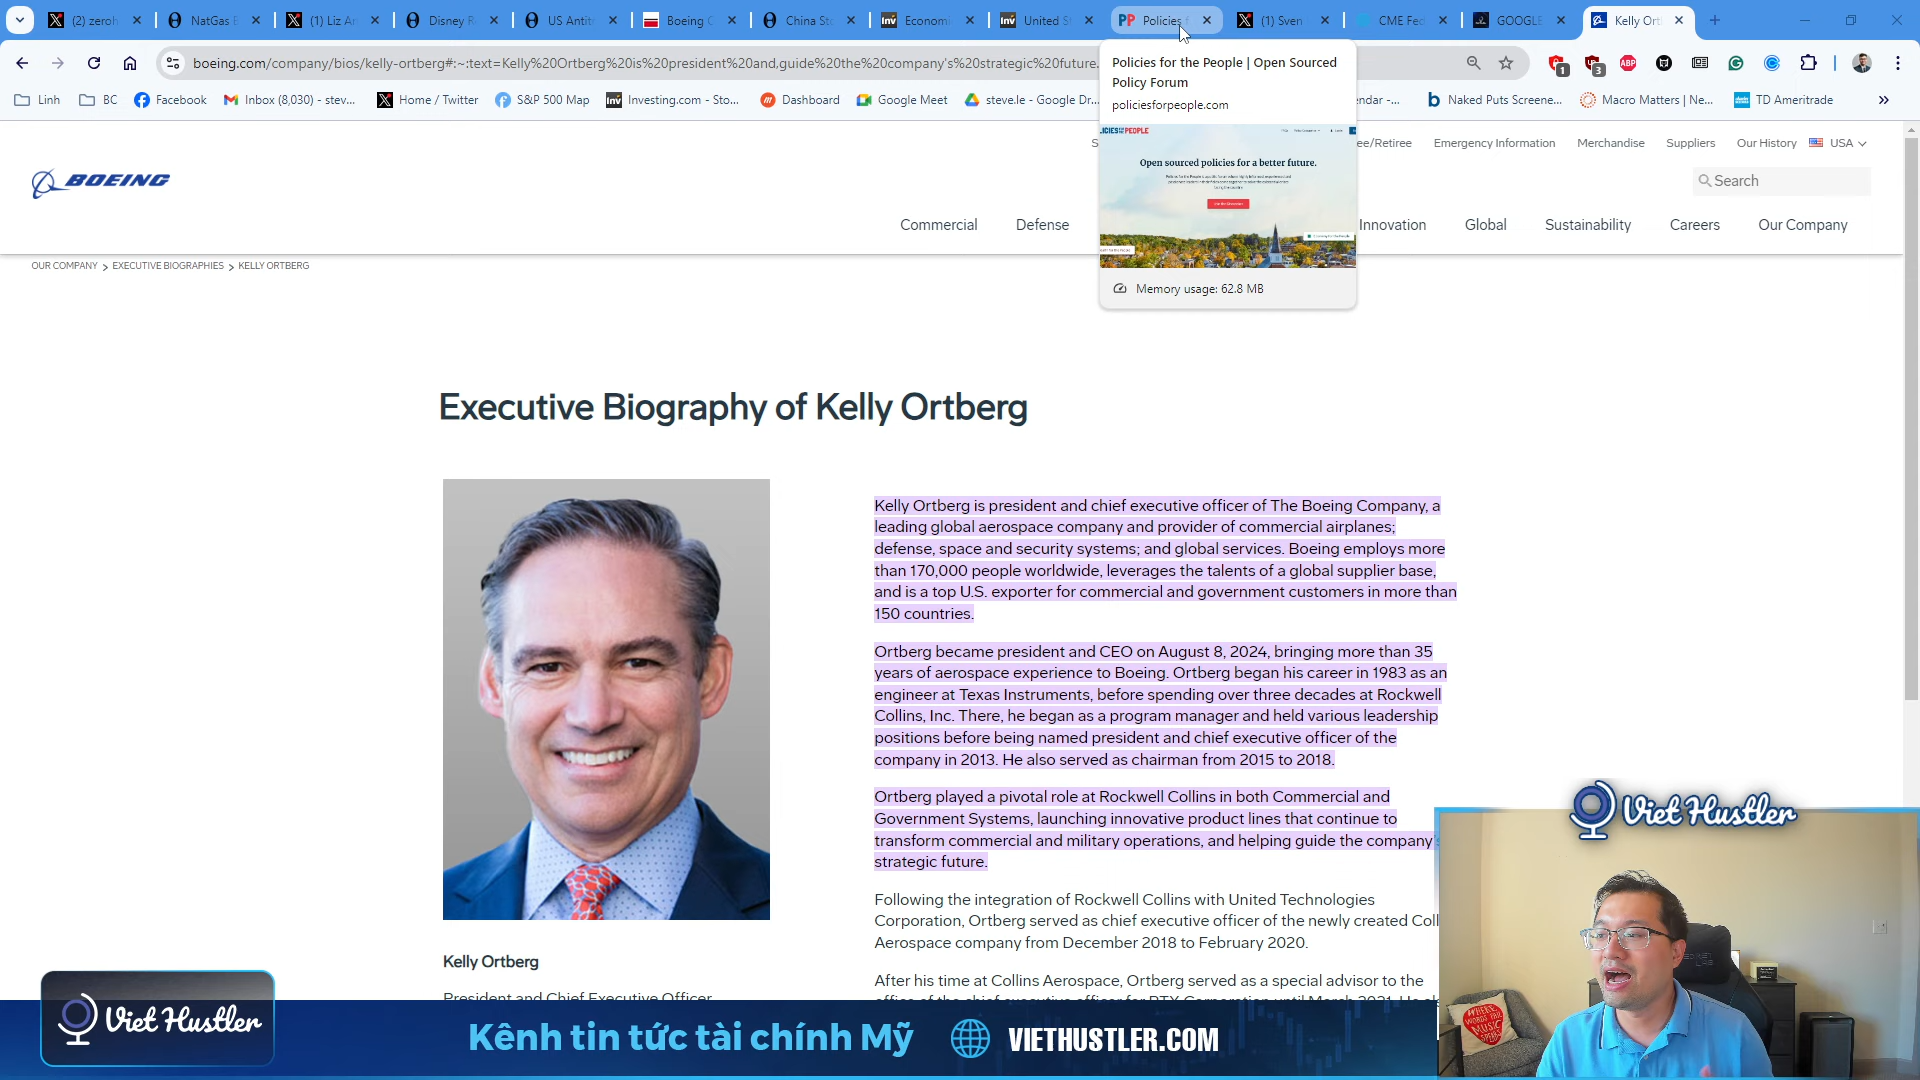 (2) zeroh
NatGas E
(1) Liz An
Disney R
US Antitr
Boeing C
China Ste
Economi
United S
Policies f
(1) Sven
CME Fed
GOOGLE
Kelly Ort
boeing.com/company/bios/kelly-ortberg#:~:text=Kelly%20Ortberg%20is%20president%20and,guide%20the%20company's%20strategic%20future.
Linh
BC
Facebook
Inbox (8,030) - stev...
Home / Twitter
S&P 500 Map
Investing.com - Sto...
Dashboard
Google Meet
steve.le - Google Dr...
endar -...
Naked Puts Screene...
Macro Matters | Ne...
TD Ameritrade
Policies for the People | Open Sourced
Policy Forum
policiesforpeople.com
Open sourced policies for a better future.
Memory usage: 62.8 MB
ee/Retiree
Emergency Information
Merchandise
Suppliers
Our History
USA
BOEING
Search
Commercial
Defense
Innovation
Global
Sustainability
Careers
Our Company
OUR COMPANY > EXECUTIVE BIOGRAPHIES > KELLY ORTBERG
Executive Biography of Kelly Ortberg
Kelly Ortberg is president and chief executive officer of The Boeing Company, a
leading global aerospace company and provider of commercial airplanes;
defense, space and security systems; and global services. Boeing employs more
than 170,000 people worldwide, leverages the talents of a global supplier base,
and is a top U.S. exporter for commercial and government customers in more than
150 countries.
Ortberg became president and CEO on August 8, 2024, bringing more than 35
years of aerospace experience to Boeing. Ortberg began his career in 1983 as an
engineer at Texas Instruments, before spending over three decades at Rockwell
Collins, Inc. There, he began as a program manager and held various leadership
positions before being named president and chief executive officer of the
company in 2013. He also served as chairman from 2015 to 2018.
Ortberg played a pivotal role at Rockwell Collins in both Commercial and
Government Systems, launching innovative product lines that continue to
transform commercial and military operations, and helping guide the company'
strategic future.
Following the integration of Rockwell Collins with United Technologies
Corporation, Ortberg served as chief executive officer of the newly created Coll
Aerospace company from December 2018 to February 2020.
After his time at Collins Aerospace, Ortberg served as a special advisor to the
Kelly Ortberg
President and Chief Executive Officer
Viet Hustler
Viet Hustler
Kênh tin tức tài chính Mỹ
VIETHUSTLER.COM